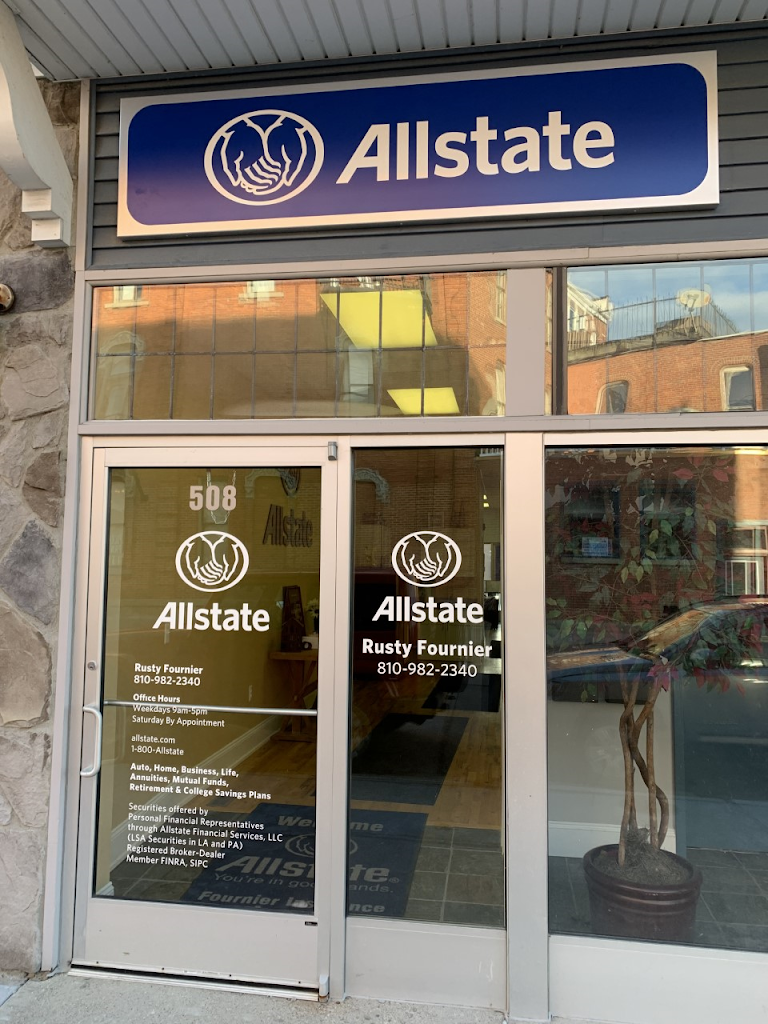 Allstate
508
Allstate
Allstate
Rusty Fournier
810-982-2340
Office Hours
Weekdays 9am-5pm
Saturday By Appointment
allstate.com
1-800-Allstate
Auto, Home, Business, Life,
Annuities, Mutual Funds,
Retirement & College Savings Plans
Securities offered by
Personal Financial Representatives
through Allstate Financial Services, LLC
(LSA Securities in LA and PA)
Registered Broker-Dealer
Member FINRA, SIPC
Allstate
Rusty Fournier
810-982-2340
Welcome
Allstate®
You're in good hands.
Fournier Insurance